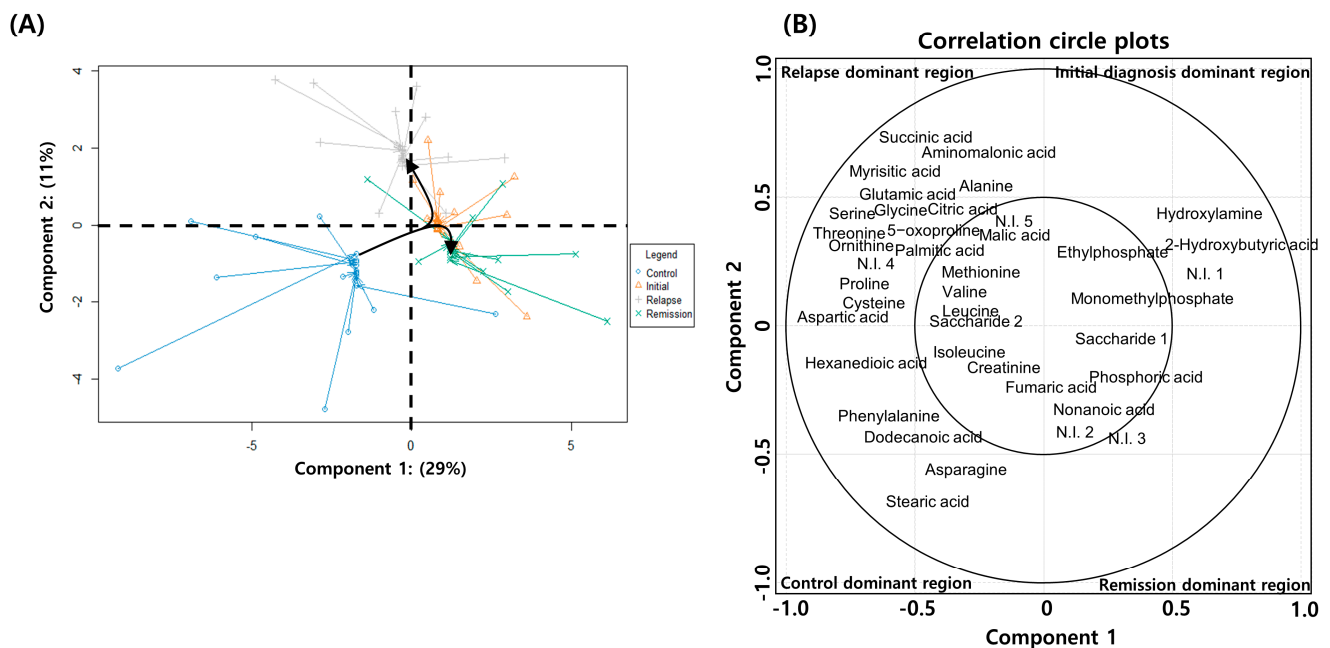 (A)
4
2
0
-2
-4
Component 2: (11%)
-5
0
5
Component 1: (29%)
Legend
Control
Initial
Relapse
Remission
(B)
Correlation circle plots
Relapse dominant region
Initial diagnosis dominant region
Succinic acid
Aminomalonic acid
Myrisitic acid
Alanine
Glutamic acid
Serine
Glycine
Citric acid
N.I. 5
Hydroxylamine
Threonine
5-oxoproline
Malic acid
Ornithine
Palmitic acid
Ethylphosphate
2-Hydroxybutyric acid
N.I. 4
Methionine
N.I. 1
Proline
Valine
Monomethylphosphate
Cysteine
Leucine
Aspartic acid
Saccharide 2
Saccharide 1
Hexanedioic acid
Isoleucine
Creatinine
Phosphoric acid
Fumaric acid
Phenylalanine
Nonanoic acid
Dodecanoic acid
N.I. 2
N.I. 3
Asparagine
Stearic acid
Control dominant region
Remission dominant region
1.0
0.5
0
-0.5
-1.0
Component 2
-1.0
-0.5
0
0.5
1.0
Component 1